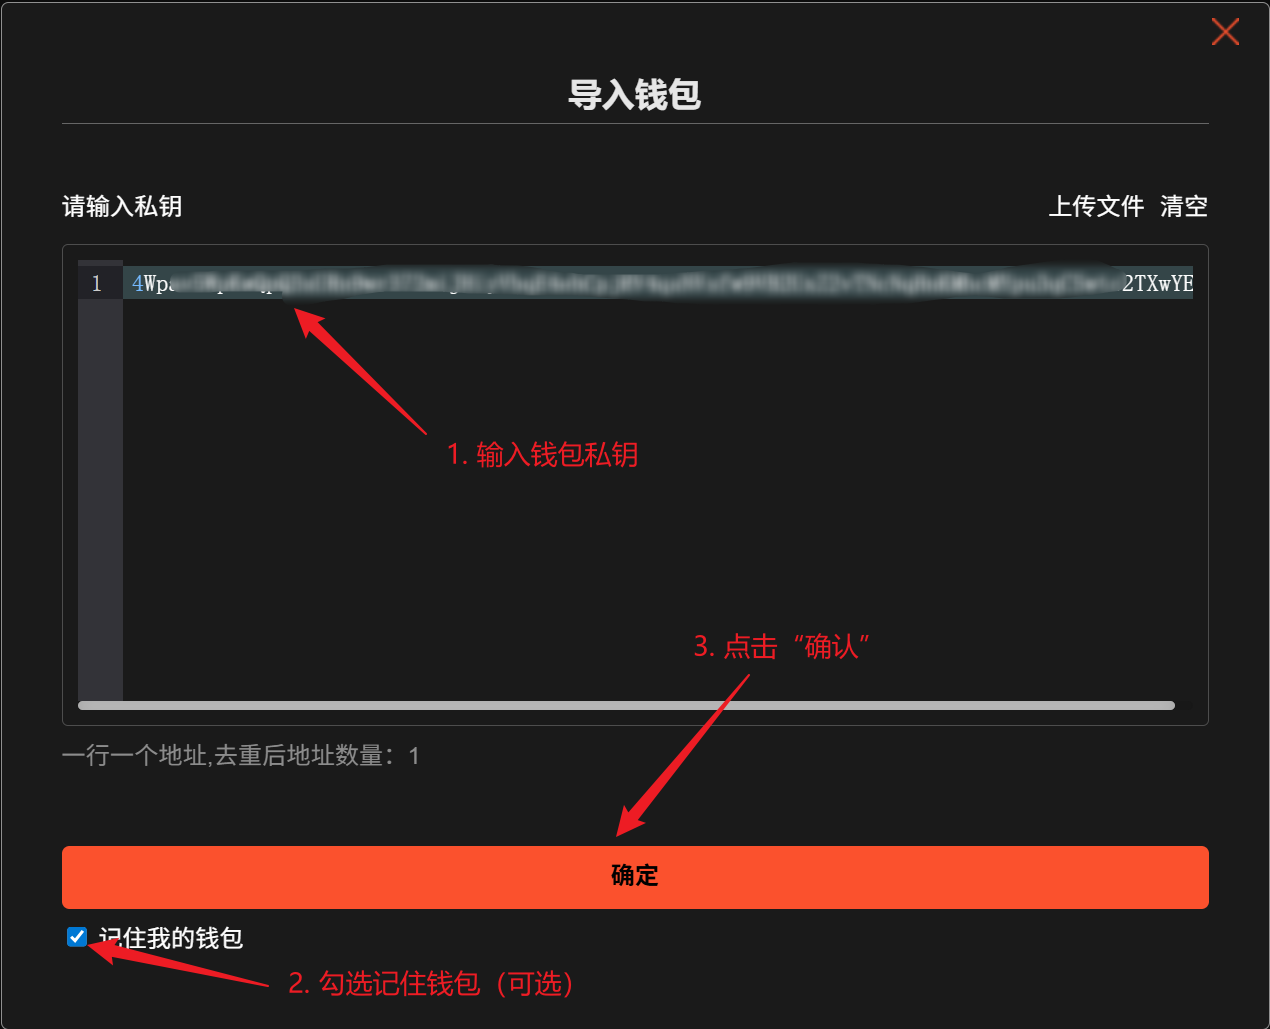 导入钱包
请输入私钥
上传文件 清空
1 4Wpa 2TXwYE
1. 输入钱包私钥
3. 点击“确认”
一行一个地址,去重后地址数量：1
确定
记住我的钱包
2. 勾选记住钱包（可选）